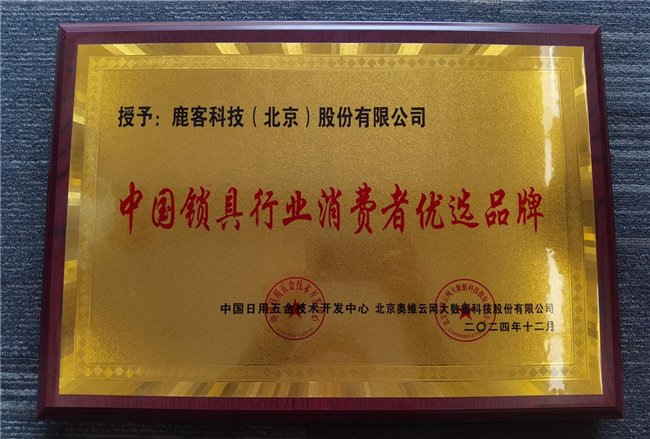 授予：鹿客科技（北京）股份有限公司
中国锁具行业消费者优选品牌
中国日用五金技术开发中心 北京奥维云网大数据科技股份有限公司
二〇二四年十二月